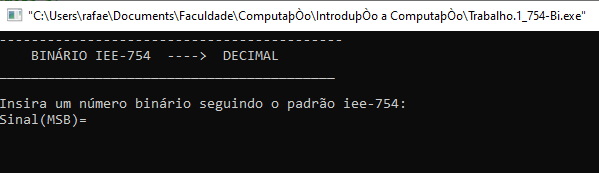 "C:\Users\rafae\Documents\Faculdade\ComputaþÒo\IntroduþÒo a ComputaþÒo\Trabalho.1_754-Bi.exe"
-------------------------------------------
BINÁRIO IEE-754 ----> DECIMAL
__________________________________________
Insira um número binário seguindo o padrão iee-754:
Sinal(MSB)=